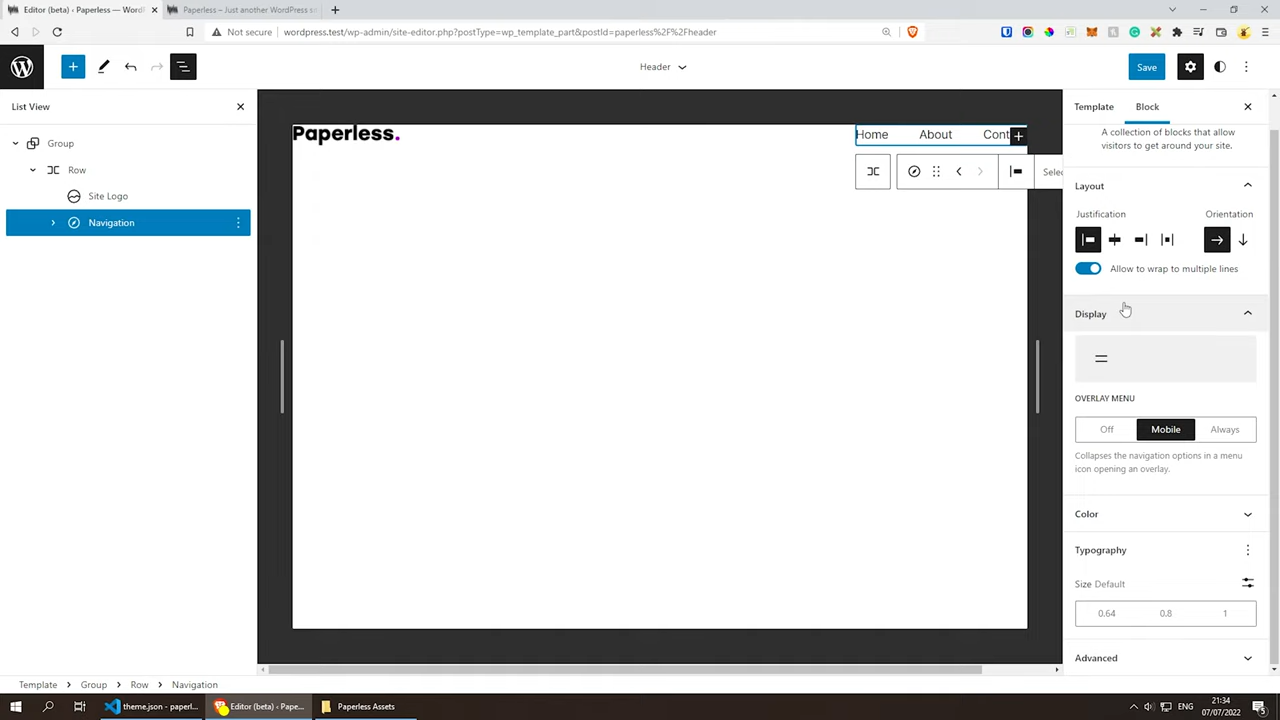 Editor (beta) ‹ Paperless — WordP
Paperless – Just another WordPress si
Not secure
wordpress.test/wp-admin/site-editor.php?postType=wp_template_part&postId=paperless%2F%2Fheader
Header
Save
List View
Template
Block
Group
Row
Site Logo
Navigation
Paperless.
Home
About
Cont
Selec
A collection of blocks that allow
visitors to get around your site.
Layout
Justification
Orientation
Allow to wrap to multiple lines
Display
OVERLAY MENU
Off
Mobile
Always
Collapses the navigation options in a menu
icon opening an overlay.
Color
Typography
Size Default
0.64
0.8
1
Advanced
Template
Group
Row
Navigation
theme.json - paperl...
Editor (beta) ‹ Pape...
Paperless Assets
ENG
21:34
07/07/2022
5